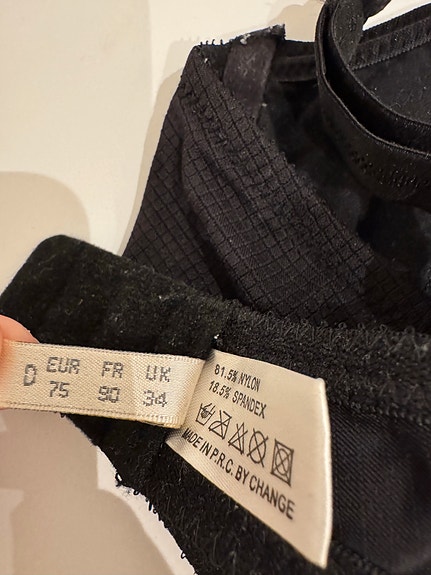 D EUR FR UK
75 90 34
81.5% NYLON
18.5% SPANDEX
MADE IN P.R.C. BY CHANGE